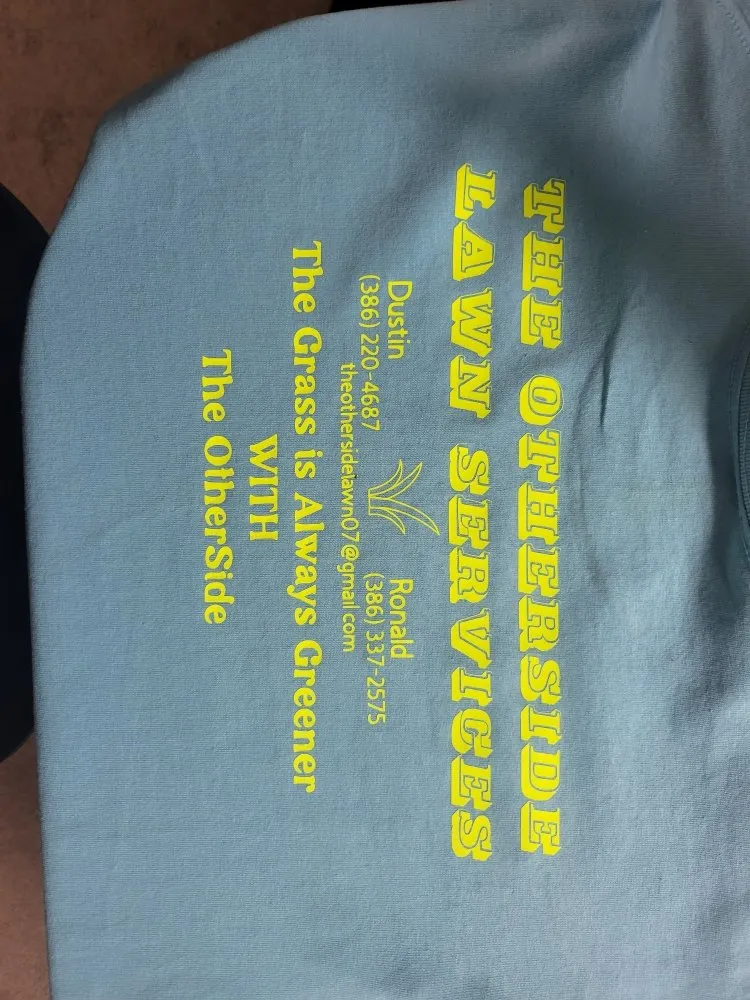 THE OTHERSIDE
LAWN SERVICES
Dustin
(386) 220-4687
Ronald
(386) 337-2575
theothersidelawn07@gmail.com
The Grass is Always Greener
WITH
The OtherSide